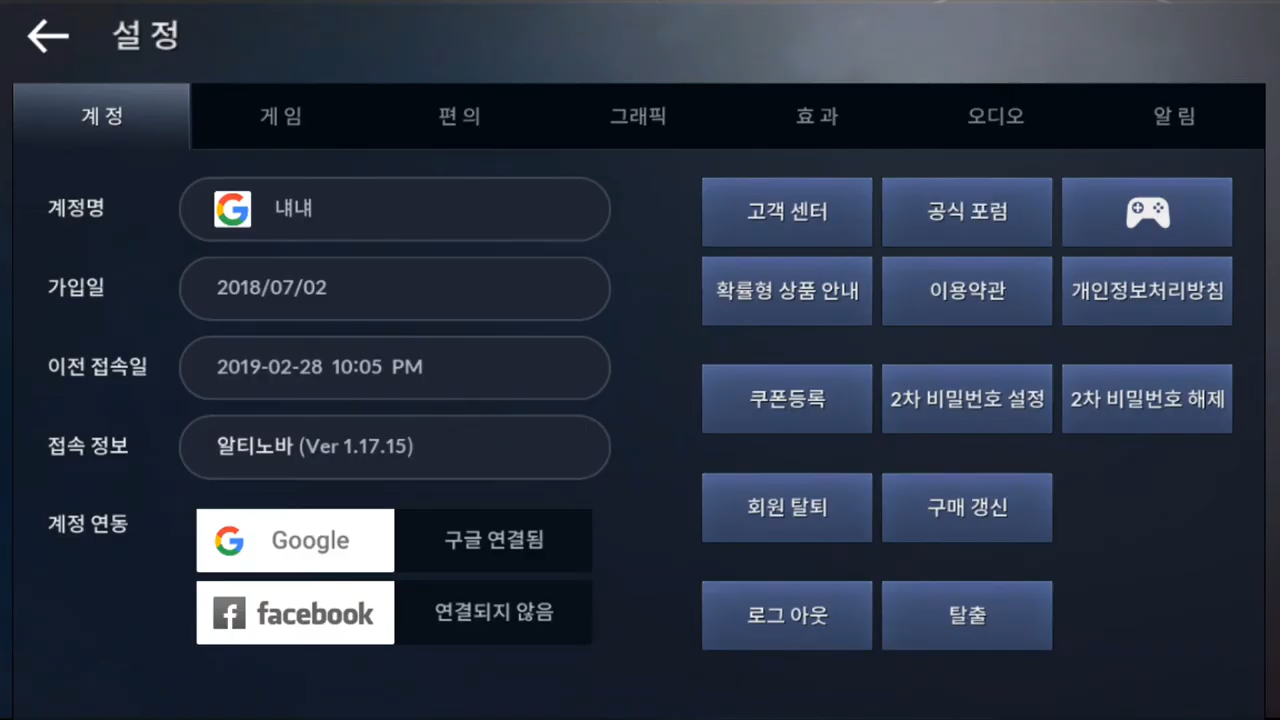 설 정
계 정
게 임
편 의
그래픽
효 과
오디오
알 림
계정명
냬냬
가입일
2018/07/02
이전 접속일
2019-02-28 10:05 PM
접속 정보
알티노바 (Ver 1.17.15)
계정 연동
Google
구글 연결됨
facebook
연결되지 않음
고객 센터
공식 포럼
확률형 상품 안내
이용약관
개인정보처리방침
쿠폰등록
2차 비밀번호 설정
2차 비밀번호 해제
회원 탈퇴
구매 갱신
로그 아웃
탈출